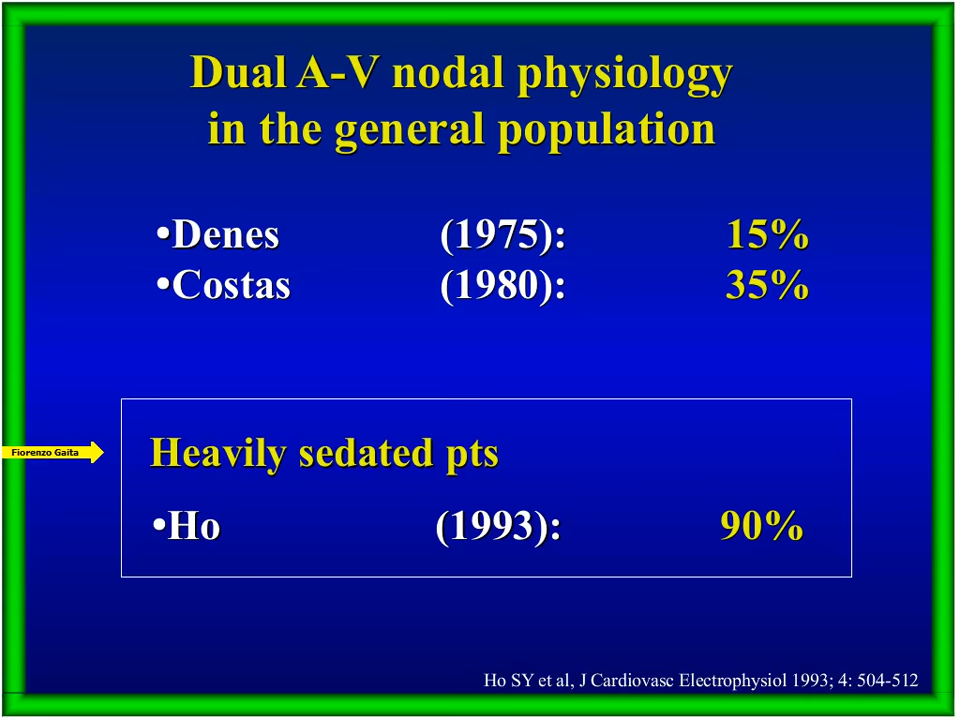 Dual A-V nodal physiology
in the general population
•Denes (1975): 15%
•Costas (1980): 35%
Fiorenzo Gaita
Heavily sedated pts
•Ho (1993): 90%
Ho SY et al, J Cardiovasc Electrophysiol 1993; 4: 504-512